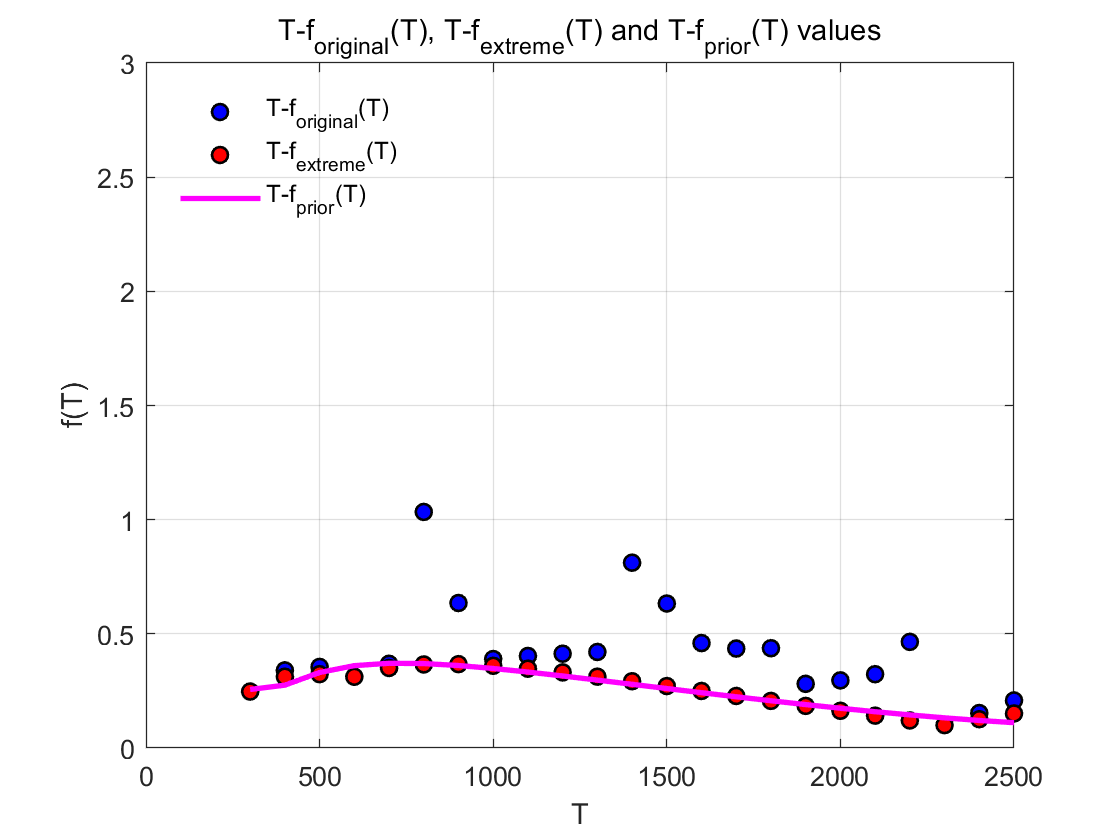 T-foriginal(T), T-fextreme(T) and T-fprior(T) values
3
T-foriginal(T)
T-fextreme(T)
2.5
T-fprior(T)
2
f(T)
1.5
1
0.5
0
0 500 1000 1500 2000 2500
T